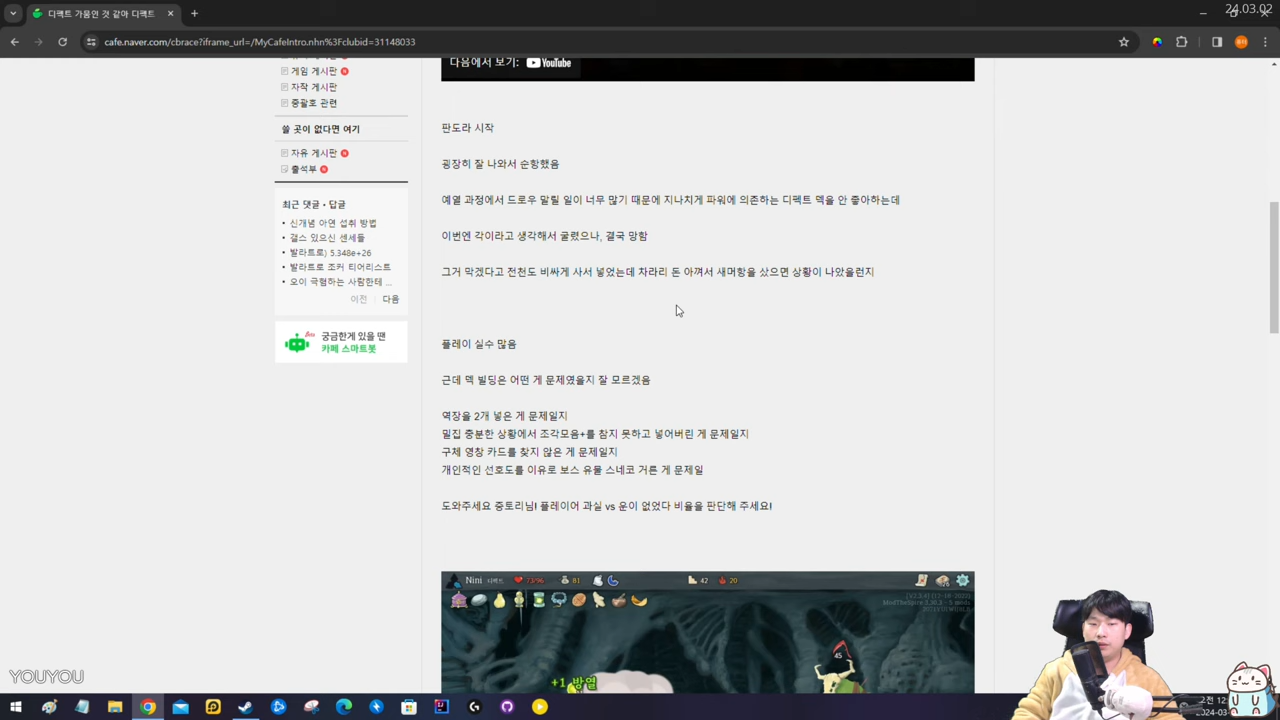 24.03.02
디펙트 가뭄인 것 같아 디펙트
cafe.naver.com/cbrace?iframe_url=/MyCafeIntro.nhn%3Fclubid=31148033
게임 게시판
자작 게시판
중괄호 관련
쓸 곳이 없다면 여기
자유 게시판
출석부
최근 댓글 • 답글
• 신개념 아연 섭취 방법
• 갤스 있으신 센세들
• 발라트로) 5.348e+26
• 발라트로 조커 티어리스트
• 오이 극혐하는 사람한테 ...
이전 다음
궁금한게 있을 땐
카페 스마트봇
다음에서 보기: YouTube
판도라 시작
굉장히 잘 나와서 순항했음
예열 과정에서 드로우 말릴 일이 너무 많기 때문에 지나치게 파워에 의존하는 디펙트 덱을 안 좋아하는데
이번엔 각이라고 생각해서 굴렸으나, 결국 망함
그거 막겠다고 전천도 비싸게 사서 넣었는데 차라리 돈 아껴서 새머항을 샀으면 상황이 나았을런지
플레이 실수 많음
근데 덱 빌딩은 어떤 게 문제였을지 잘 모르겠음
역장을 2개 넣은 게 문제일지
밀집 충분한 상황에서 조각모음+를 참지 못하고 넣어버린 게 문제일지
구체 영창 카드를 찾지 않은 게 문제일지
개인적인 선호도를 이유로 보스 유물 스네코 거른 게 문제일
도와주세요 중토리님! 플레이어 과실 vs 운이 없었다 비율을 판단해 주세요!
Nini 디펙트 73/96 81 42 20
45
+1 방열
YOUYOU